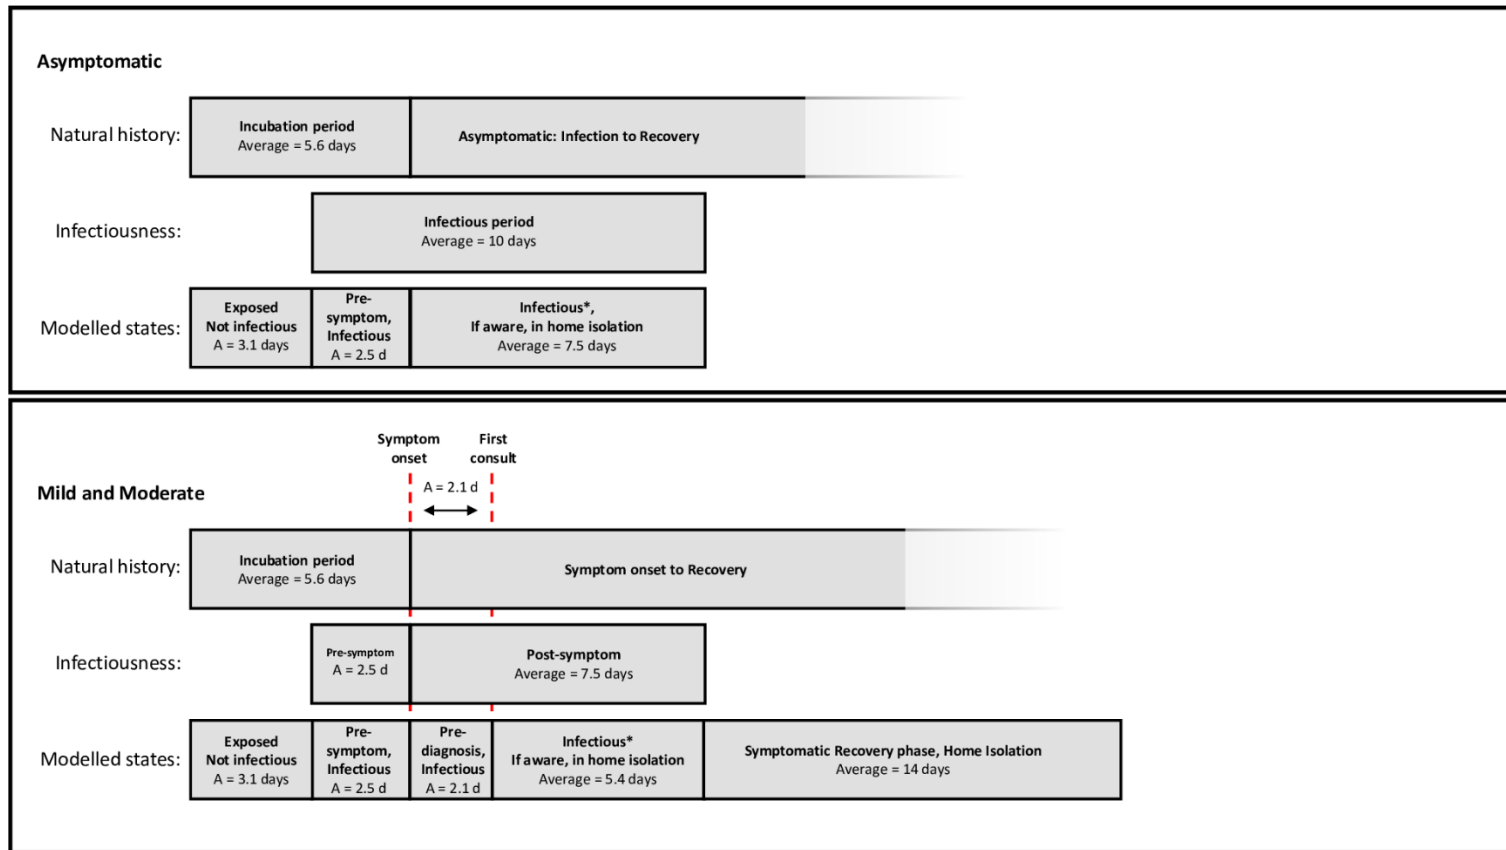 Asymptomatic
Natural history:
Incubation period
Average = 5.6 days
Asymptomatic: Infection to Recovery
Infectiousness:
Infectious period
Average = 10 days
Modelled states:
Exposed
Not infectious
A = 3.1 days
Pre-
symptom,
Infectious
A = 2.5 d
Infectious*,
If aware, in home isolation
Average = 7.5 days
Symptom
onset
First
consult
A = 2.1 d
Mild and Moderate
Natural history:
Incubation period
Average = 5.6 days
Symptom onset to Recovery
Infectiousness:
Pre-symptom
A = 2.5 d
Post-symptom
Average = 7.5 days
Modelled states:
Exposed
Not infectious
A = 3.1 days
Pre-
symptom,
Infectious
A = 2.5 d
Pre-
diagnosis,
Infectious
A = 2.1 d
Infectious*
If aware, in home isolation
Average = 5.4 days
Symptomatic Recovery phase, Home Isolation
Average = 14 days